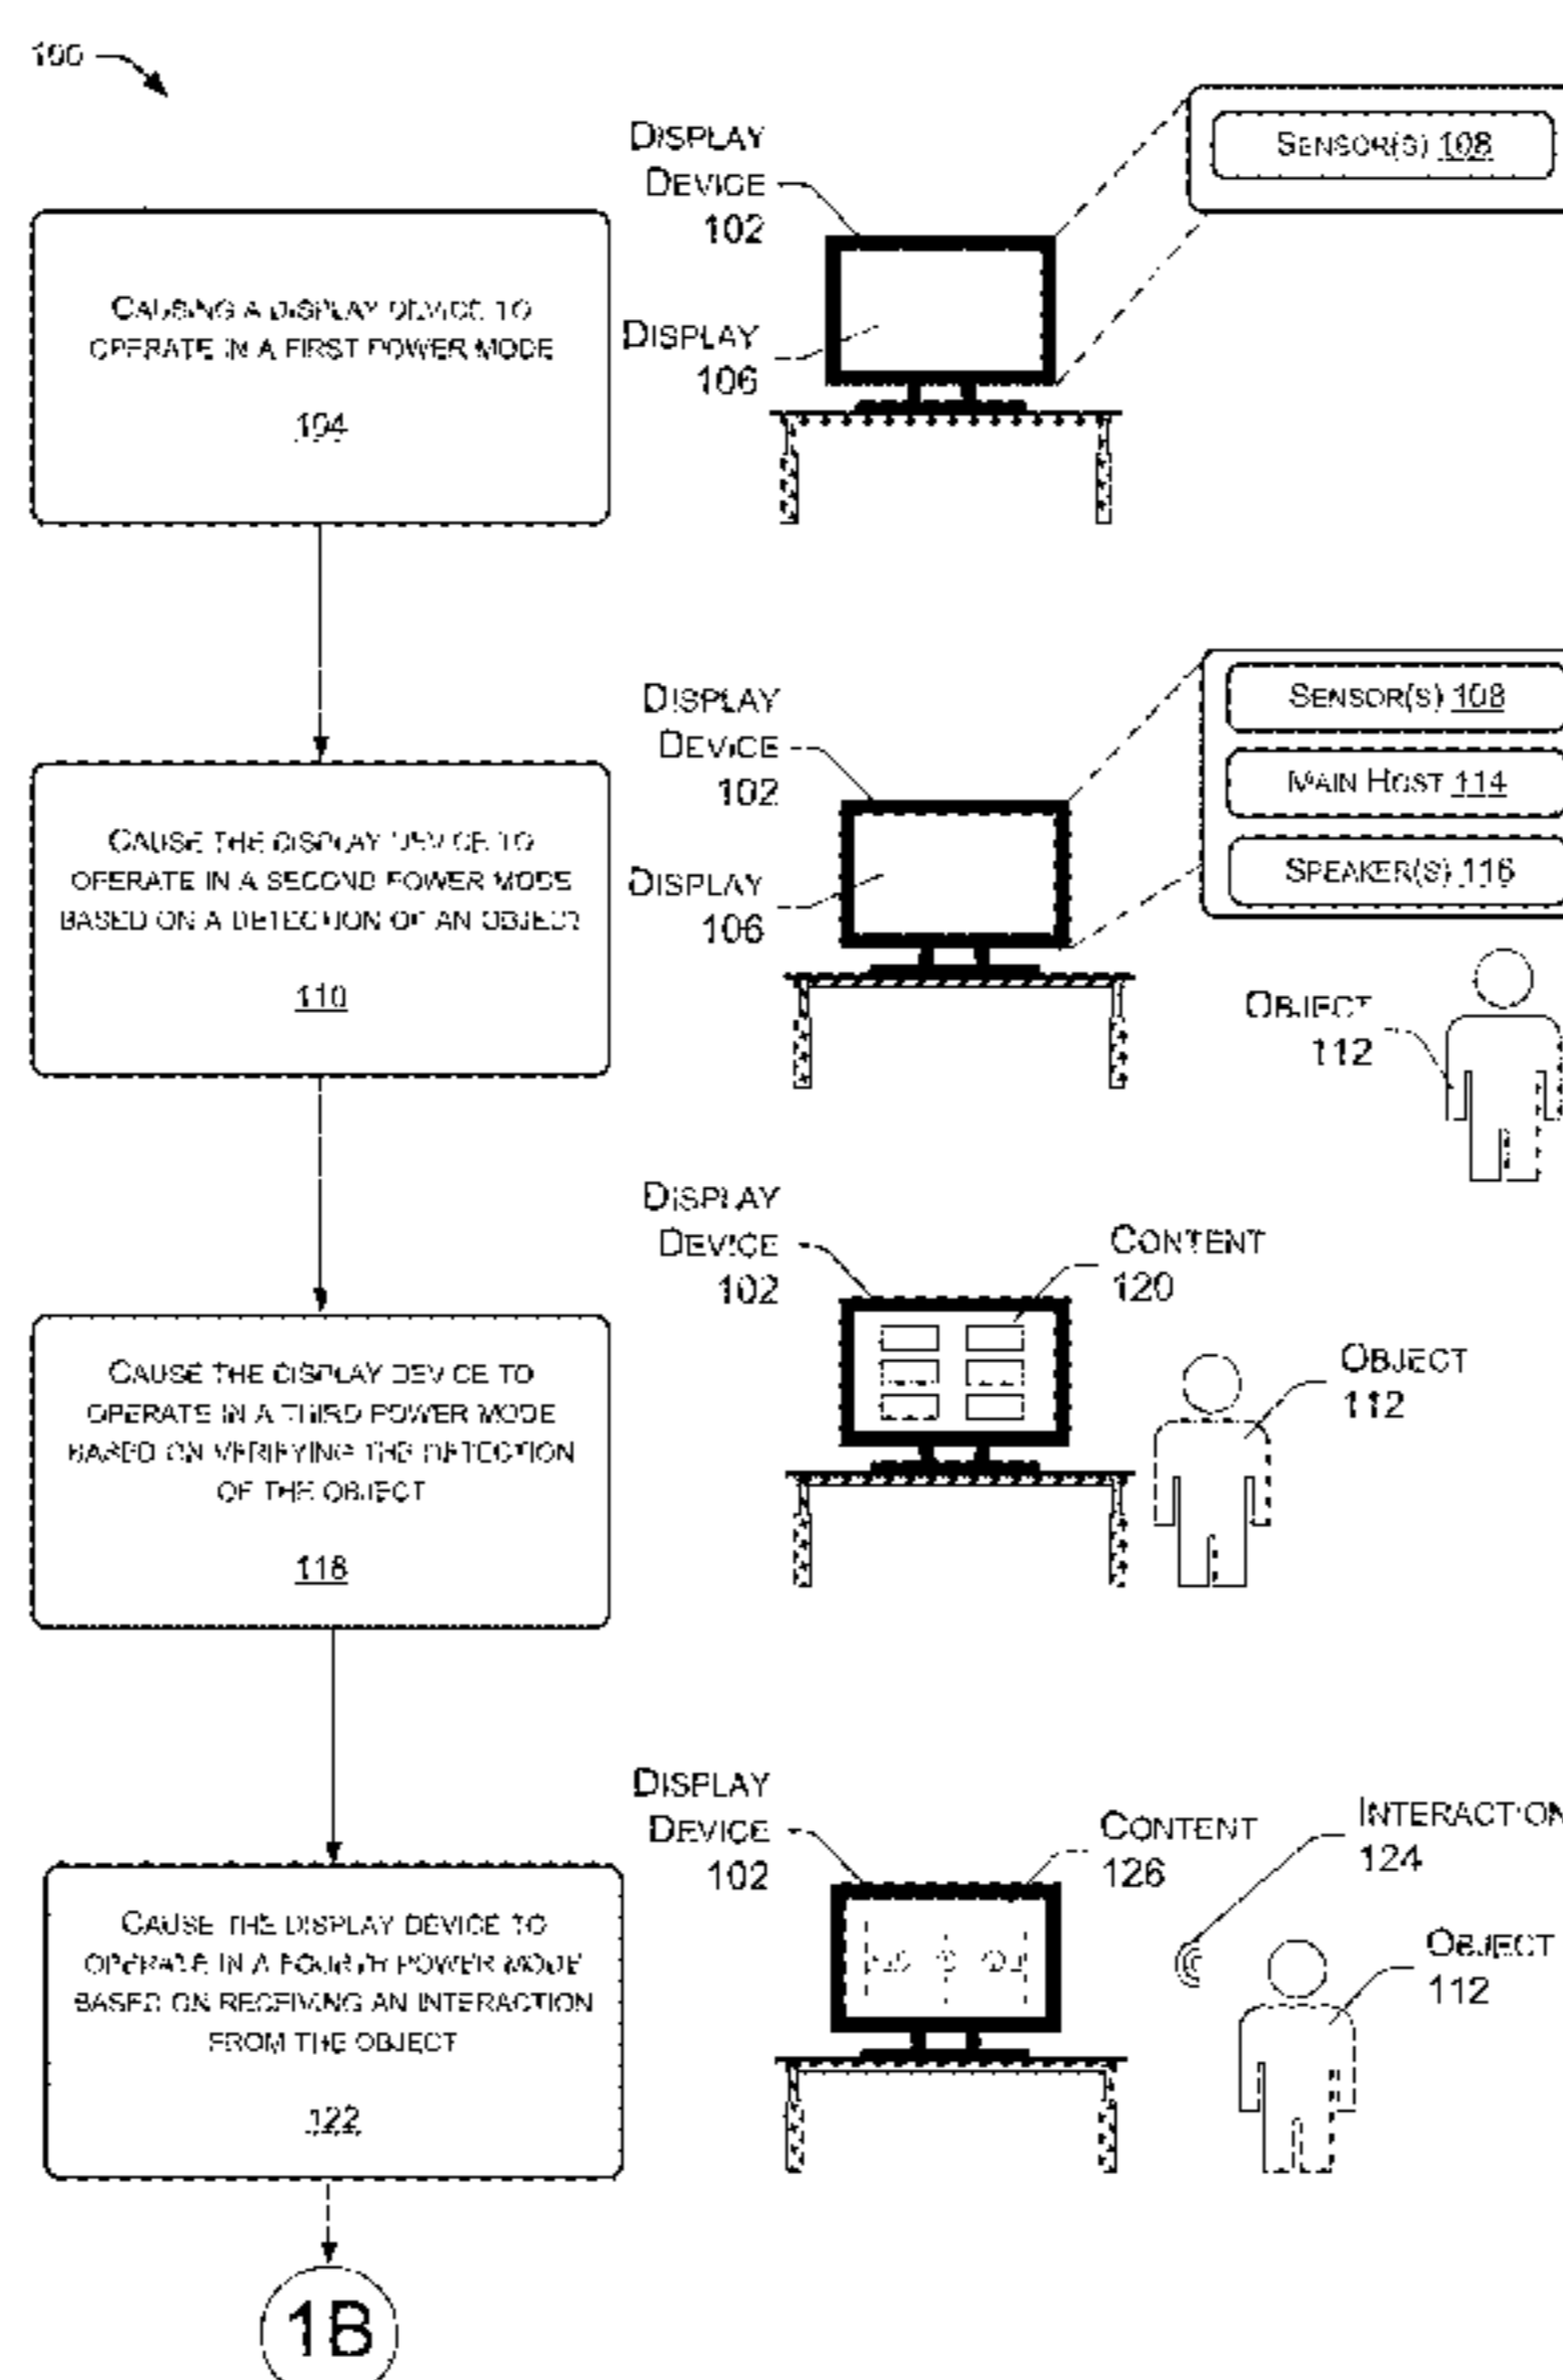 100
DISPLAY
DEVICE
102
SENSOR(S) 108
CAUSING A DISPLAY DEVICE TO
OPERATE IN A FIRST POWER MODE
104
DISPLAY
106
DISPLAY
DEVICE
102
SENSOR(S) 108
MAIN HOST 114
SPEAKER(S) 116
CAUSE THE DISPLAY DEVICE TO
OPERATE IN A SECOND POWER MODE
BASED ON A DETECTION OF AN OBJECT
110
DISPLAY
106
OBJECT
112
DISPLAY
DEVICE
102
CONTENT
120
CAUSE THE DISPLAY DEVICE TO
OPERATE IN A THIRD POWER MODE
BASED ON VERIFYING THE DETECTION
OF THE OBJECT
118
OBJECT
112
DISPLAY
DEVICE
102
CONTENT
126
INTERACTION
124
CAUSE THE DISPLAY DEVICE TO
OPERATE IN A FOURTH POWER MODE
BASED ON RECEIVING AN INTERACTION
FROM THE OBJECT
122
OBJECT
112
1B